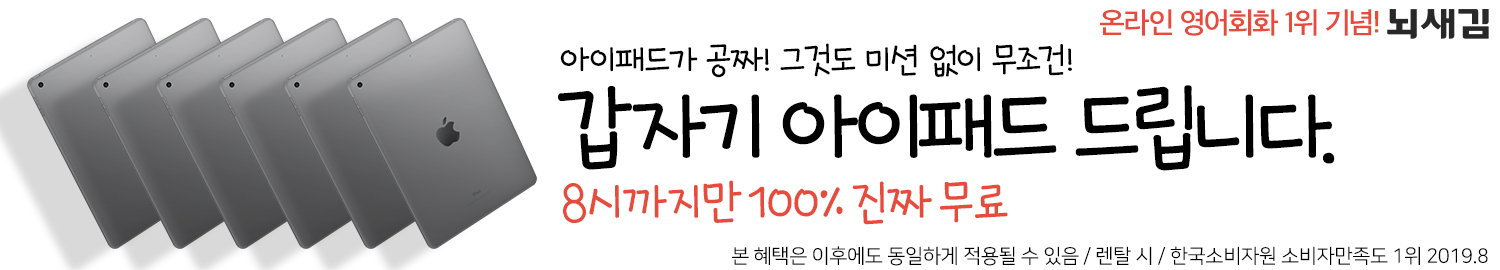 온라인 영어회화 1위 기념! 뇌새김
아이패드가 공짜! 그것도 미션 없이 무조건!
갑자기 아이패드 드립니다.
8시까지만 100% 진짜 무료
본 혜택은 이후에도 동일하게 적용될 수 있음 / 렌탈 시 / 한국소비자원 소비자만족도 1위 2019.8